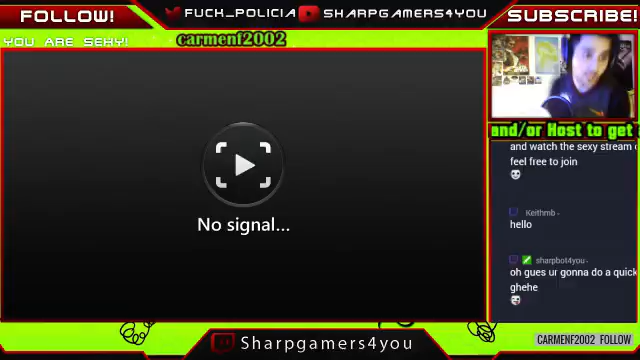 FOLLOW!
FUCK_POLICIA
SHARPGAMERS4YOU
SUBSCRIBE!
YOU ARE SEXY!
carmenf2002
and/or Host to get
and watch the sexy stream
feel free to join
No signal...
Keithmb -
hello
sharpbot4you-
oh gues ur gonna do a quick
ghehe
Sharpgamers4you
CARMENF2002 FOLLOW